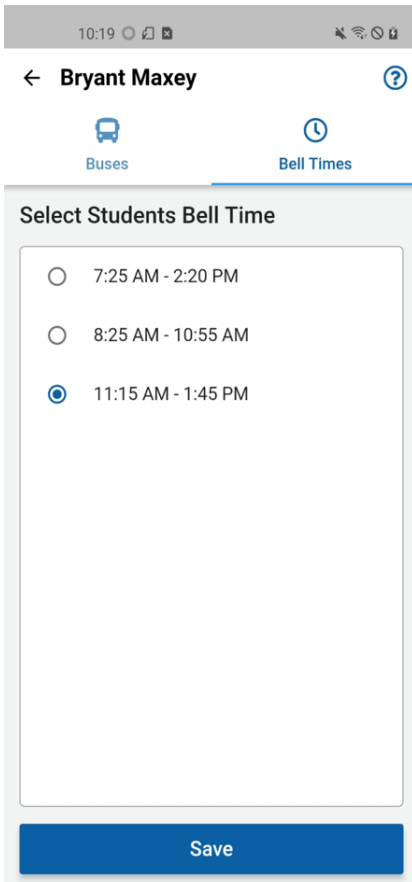 10:19
Bryant Maxey
Buses
Bell Times
Select Students Bell Time
7:25 AM - 2:20 PM
8:25 AM - 10:55 AM
11:15 AM - 1:45 PM
Save